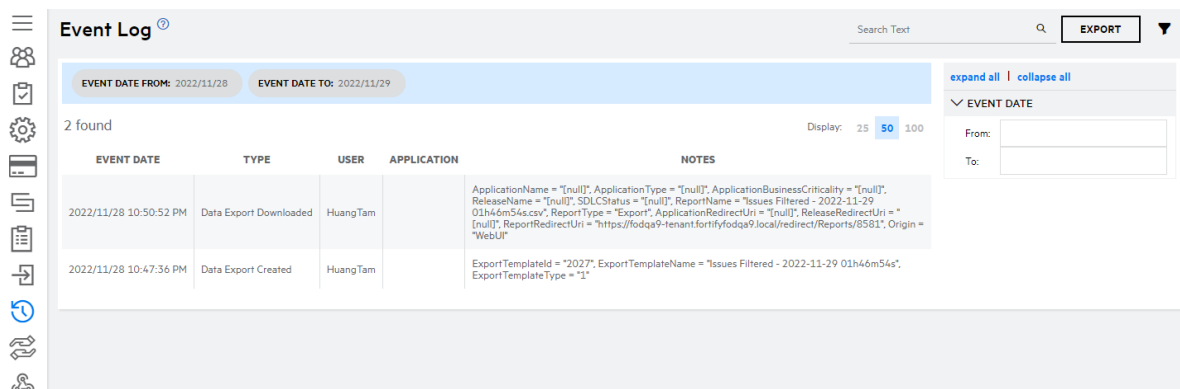 Event Log
Search Text
EXPORT
EVENT DATE FROM: 2022/11/28 EVENT DATE TO: 2022/11/29
2 found
Display: 25 50 100
EVENT DATE TYPE USER APPLICATION NOTES
2022/11/28 10:50:52 PM Data Export Downloaded HuangTam
ApplicationName = "[null]", ApplicationType = "[null]", ApplicationBusinessCriticality = "[null]",
ReleaseName = "[null]", SDLCStatus = "[null]", ReportName = "Issues Filtered - 2022-11-29
01h46m54s.csv", ReportType = "Export", ApplicationRedirectUri = "[null]", ReleaseRedirectUri = "
[null]", ReportRedirectUri = "https://fodqa9-tenant.fortifyfodqa9.local/redirect/Reports/8581", Origin =
"WebUI"
2022/11/28 10:47:36 PM Data Export Created HuangTam
ExportTemplateId = "2027", ExportTemplateName = "Issues Filtered - 2022-11-29 01h46m54s",
ExportTemplateType = "1"
expand all | collapse all
EVENT DATE
From:
To: